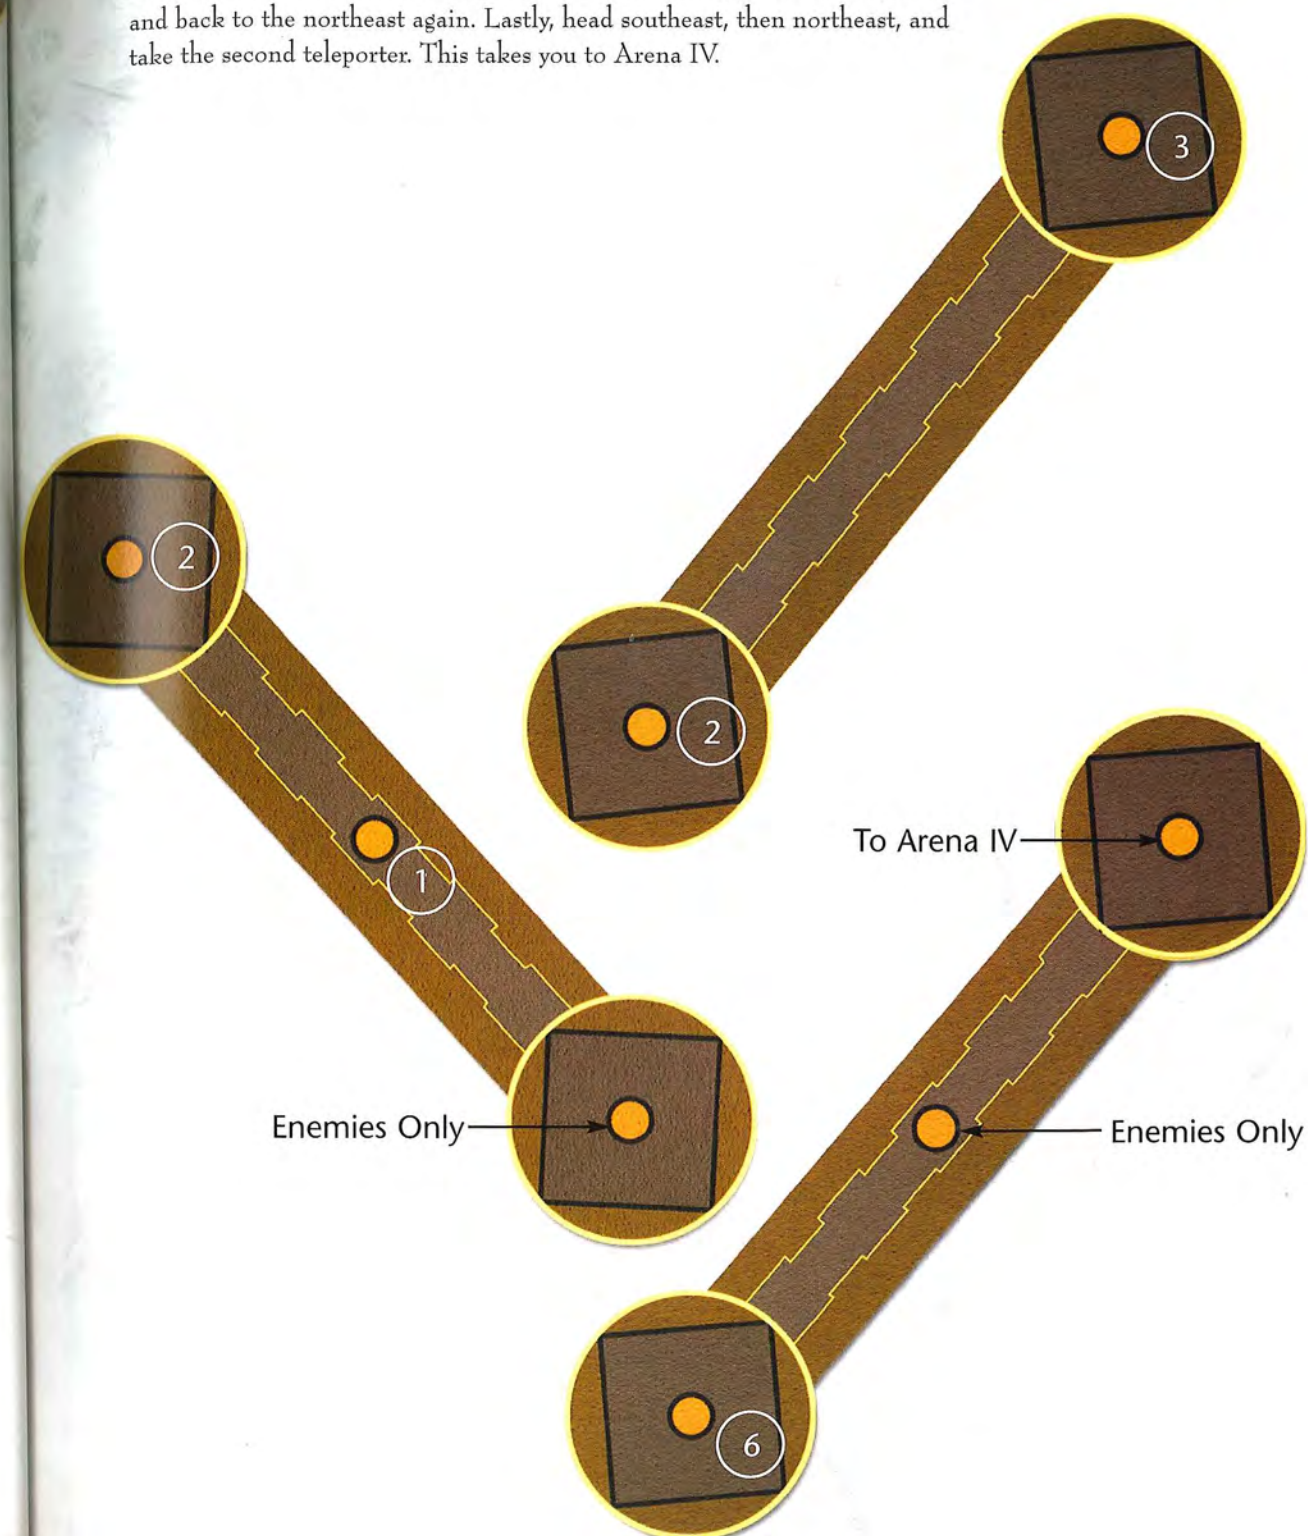 and back to the northeast again. Lastly, head southeast, then northeast, and
take the second teleporter. This takes you to Arena IV.
3
2
2
To Arena IV
1
Enemies Only
Enemies Only
6